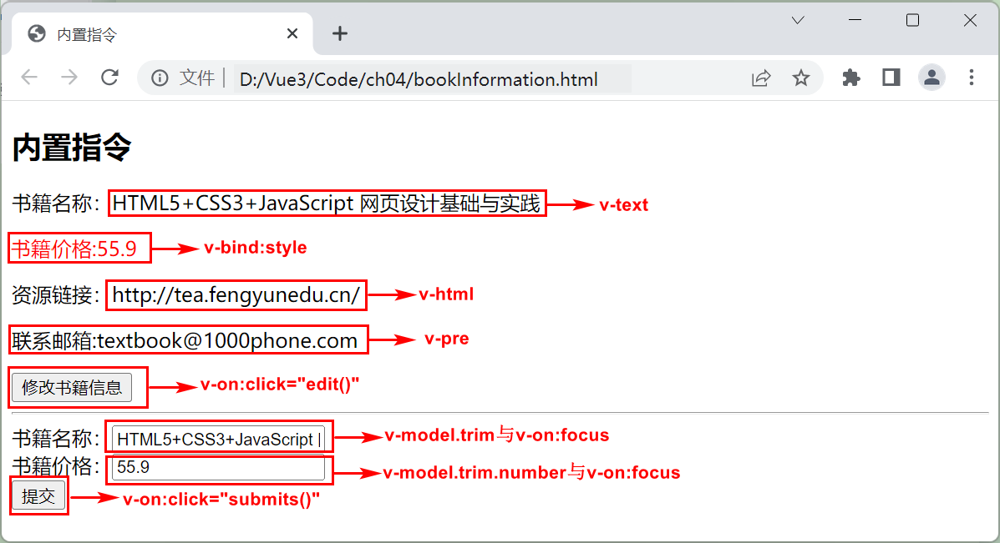 内置指令
文件 D:/Vue3/Code/ch04/bookInformation.html
内置指令
书籍名称：HTML5+CSS3+JavaScript 网页设计基础与实践 v-text
书籍价格:55.9 v-bind:style
资源链接：http://tea.fengyunedu.cn/ v-html
联系邮箱:textbook@1000phone.com v-pre
修改书籍信息 v-on:click="edit()"
书籍名称：HTML5+CSS3+JavaScript v-model.trim与v-on:focus
书籍价格：55.9 v-model.trim.number与v-on:focus
提交 v-on:click="submits()"